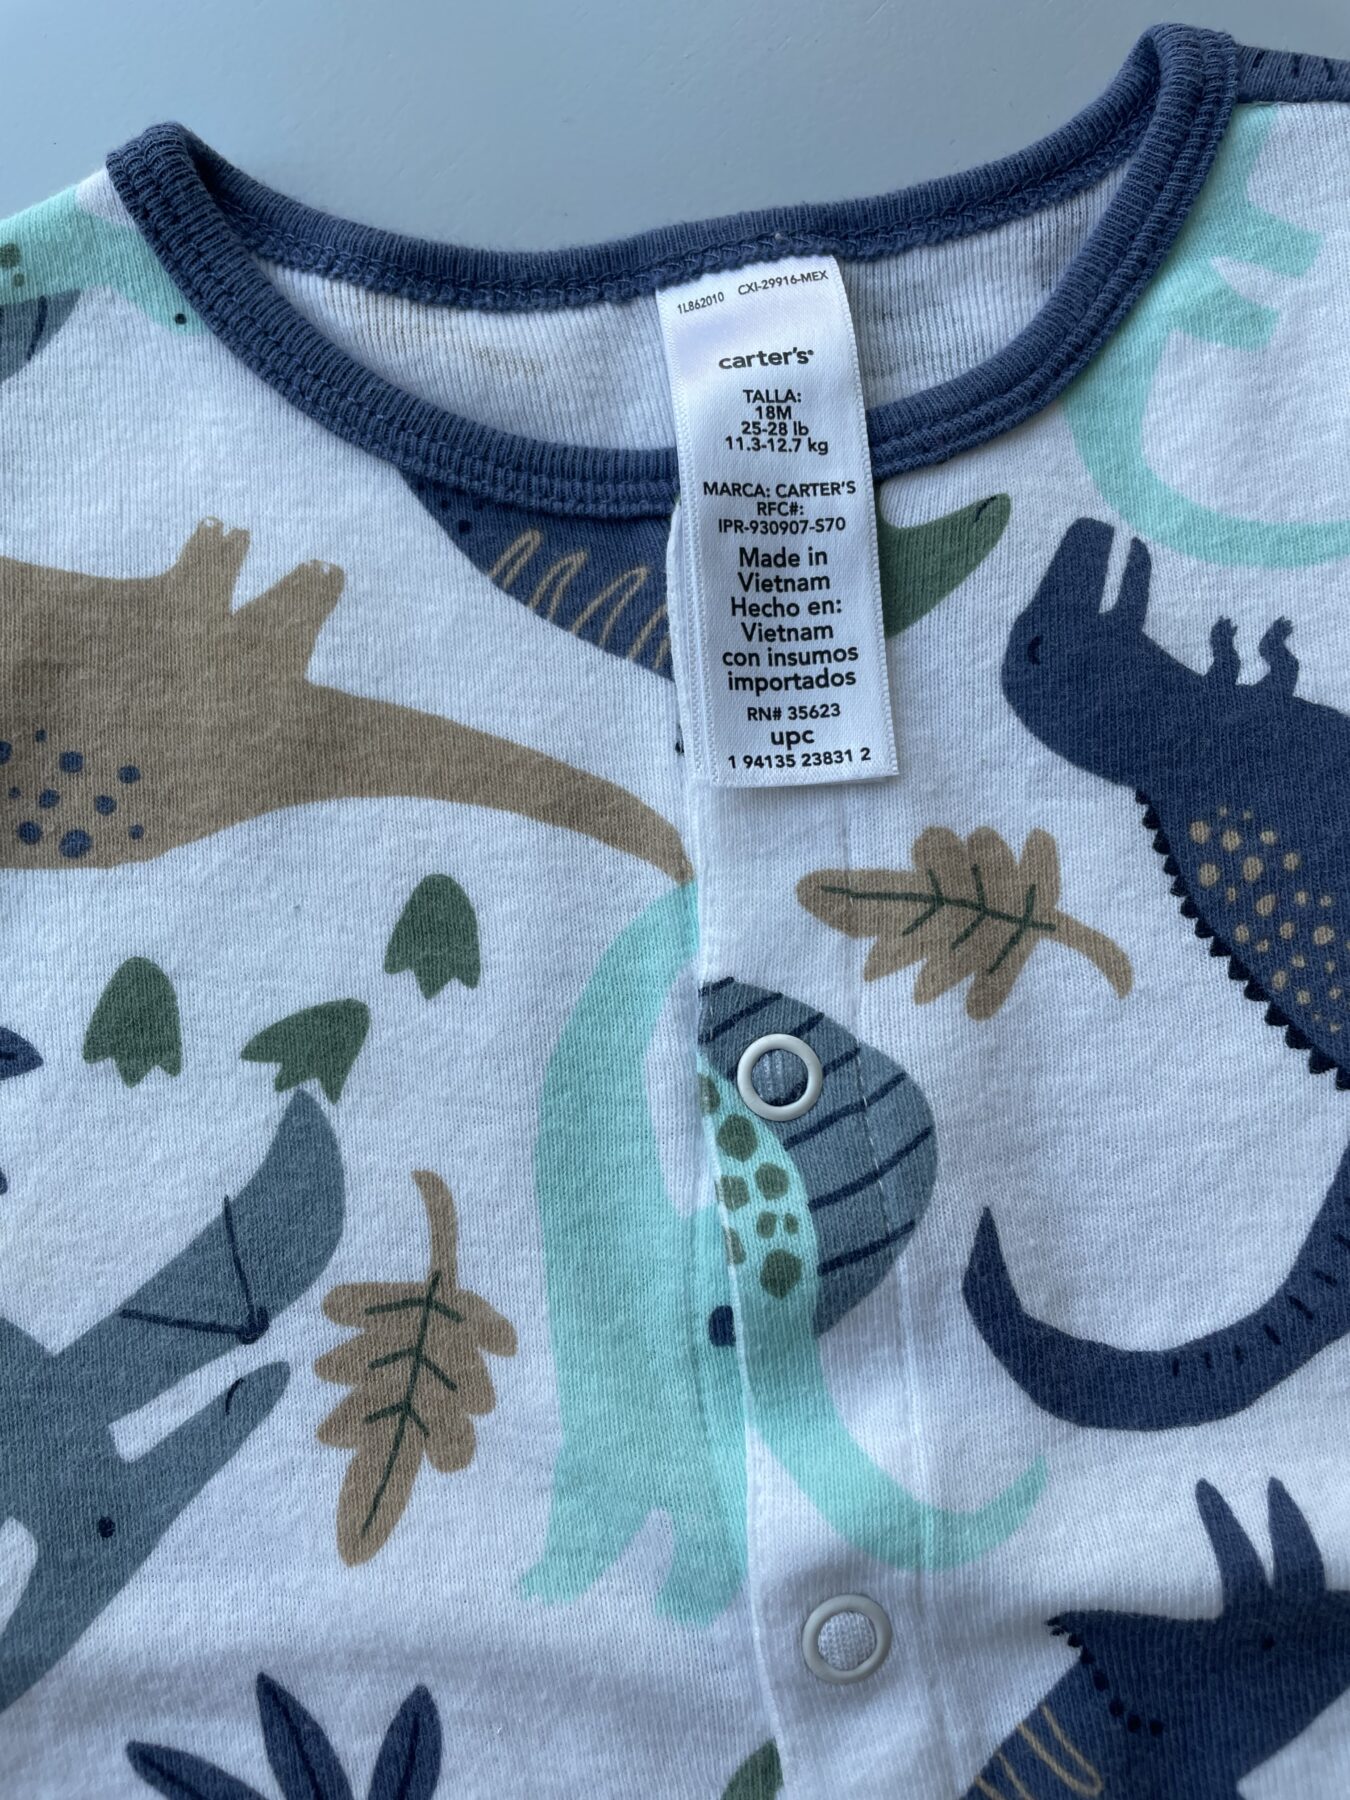 1L862010 CXI-29916-MEX
carter's
TALLA:
18M
25-28 lb
11.3-12.7 kg
MARCA: CARTER'S
RFC#:
IPR-930907-S70
Made in
Vietnam
Hecho en:
Vietnam
con insumos
importados
RN# 35623
upc
1 94135 23831 2